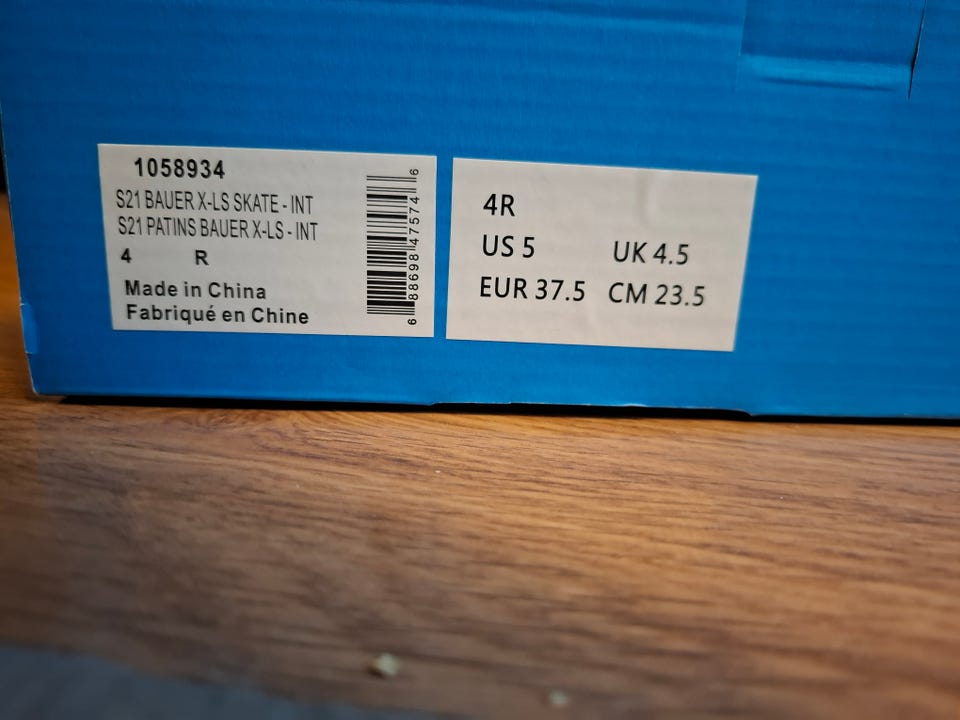 1058934
S21 BAUER X-LS SKATE - INT
S21 PATINS BAUER X-LS - INT
4 R
Made in China
Fabriqué en Chine
6 88698 47574 6
4R
US 5 UK 4.5
EUR 37.5 CM 23.5